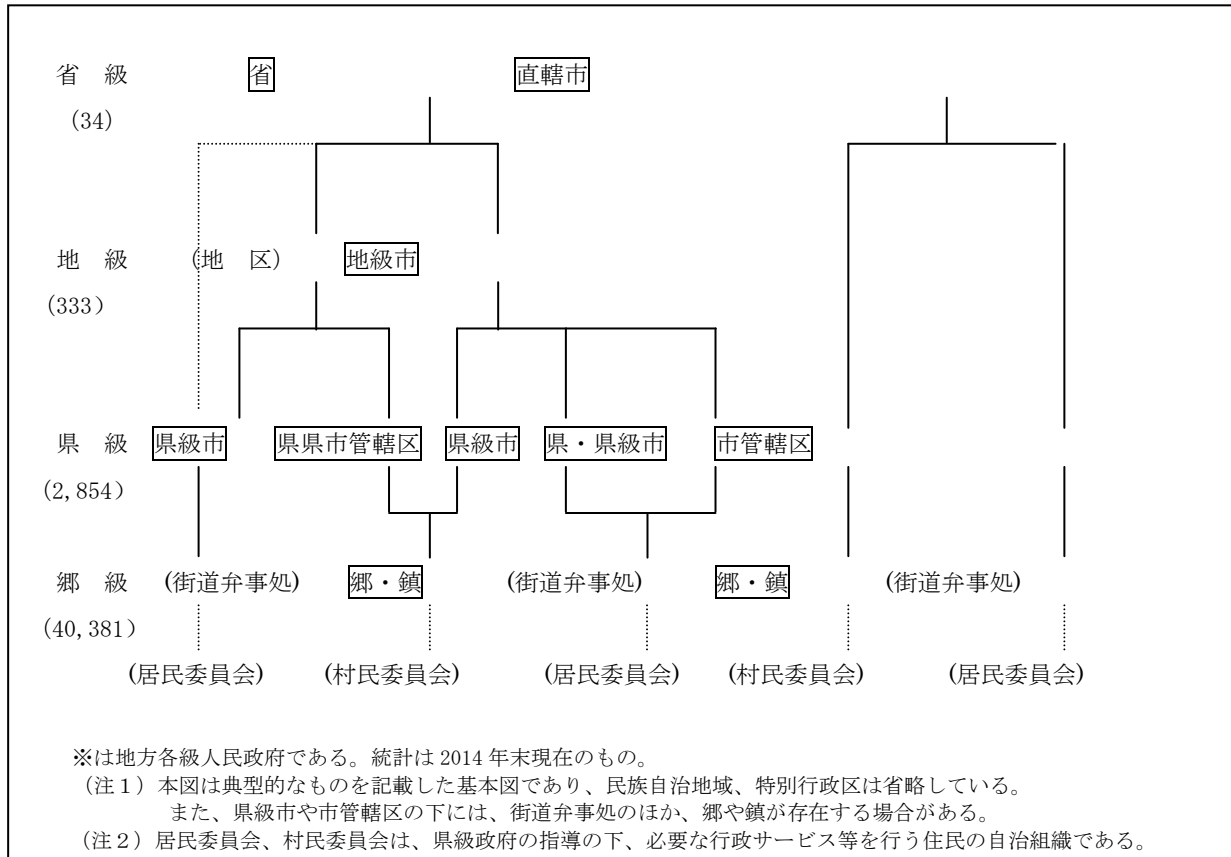 省　級　省　直轄市
(34)
地　級　(地　区)　地級市
(333)
県　級　県級市　県県市管轄区　県級市　県・県級市　市管轄区
(2,854)
郷　級　(街道弁事処)　郷・鎮　(街道弁事処)　郷・鎮　(街道弁事処)
(40,381)
(居民委員会)　(村民委員会)　(居民委員会)　(村民委員会)　(居民委員会)
※は地方各級人民政府である。統計は 2014 年末現在のもの。
(注１) 本図は典型的なものを記載した基本図であり、民族自治地域、特別行政区は省略している。
また、県級市や市管轄区の下には、街道弁事処のほか、郷や鎮が存在する場合がある。
(注２) 居民委員会、村民委員会は、県級政府の指導の下、必要な行政サービス等を行う住民の自治組織である。